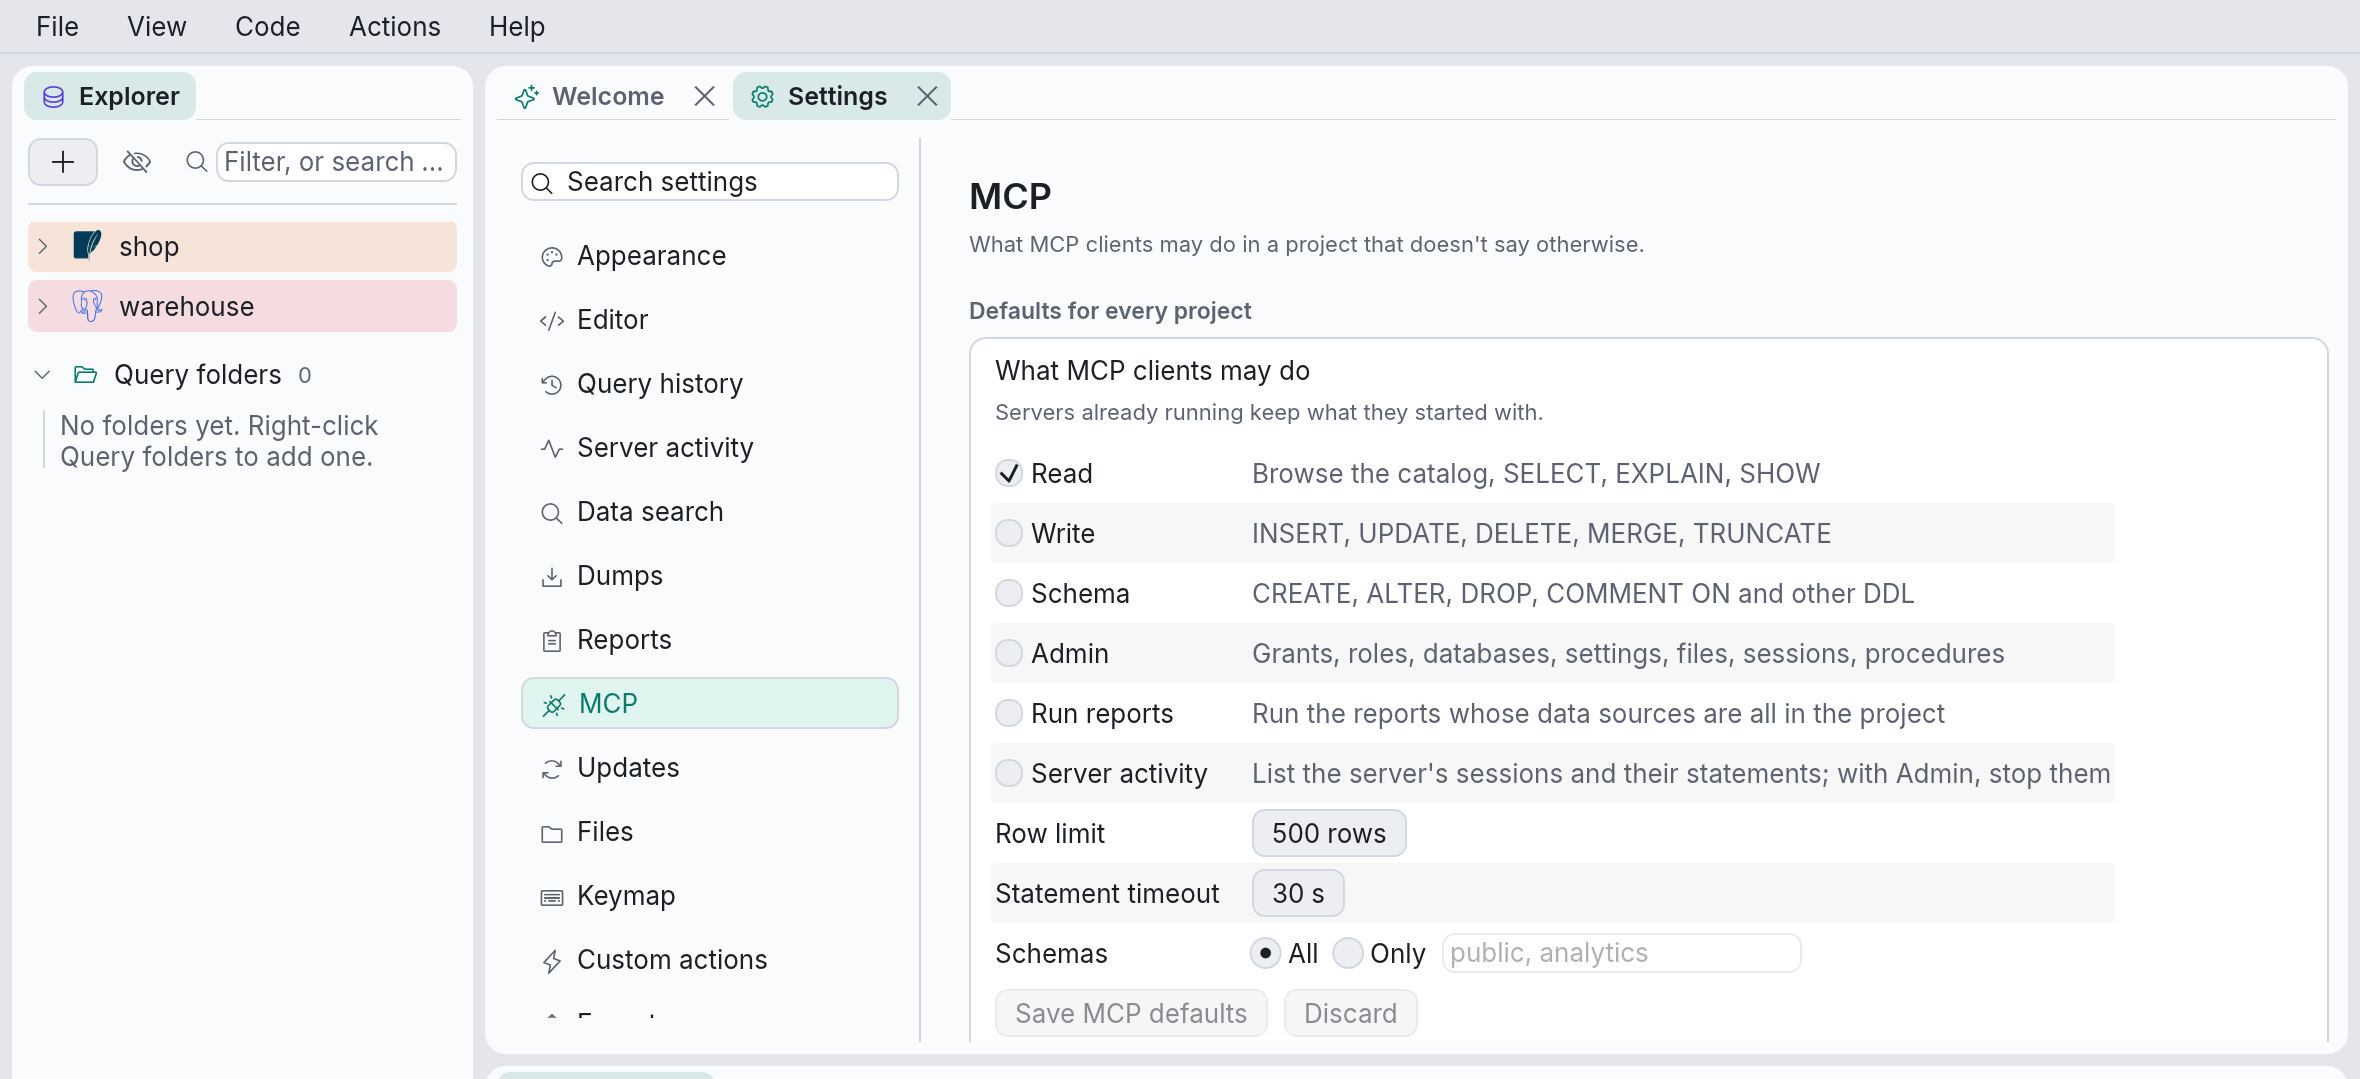 File View Code Actions Help
Explorer
Filter, or search ...
shop
warehouse
Query folders 0
No folders yet. Right-click
Query folders to add one.
Welcome
Settings
Search settings
Appearance
Editor
Query history
Server activity
Data search
Dumps
Reports
MCP
Updates
Files
Keymap
Custom actions
MCP
What MCP clients may do in a project that doesn't say otherwise.
Defaults for every project
What MCP clients may do
Servers already running keep what they started with.
Read Browse the catalog, SELECT, EXPLAIN, SHOW
Write INSERT, UPDATE, DELETE, MERGE, TRUNCATE
Schema CREATE, ALTER, DROP, COMMENT ON and other DDL
Admin Grants, roles, databases, settings, files, sessions, procedures
Run reports Run the reports whose data sources are all in the project
Server activity List the server's sessions and their statements; with Admin, stop them
Row limit 500 rows
Statement timeout 30 s
Schemas All Only public, analytics
Save MCP defaults Discard